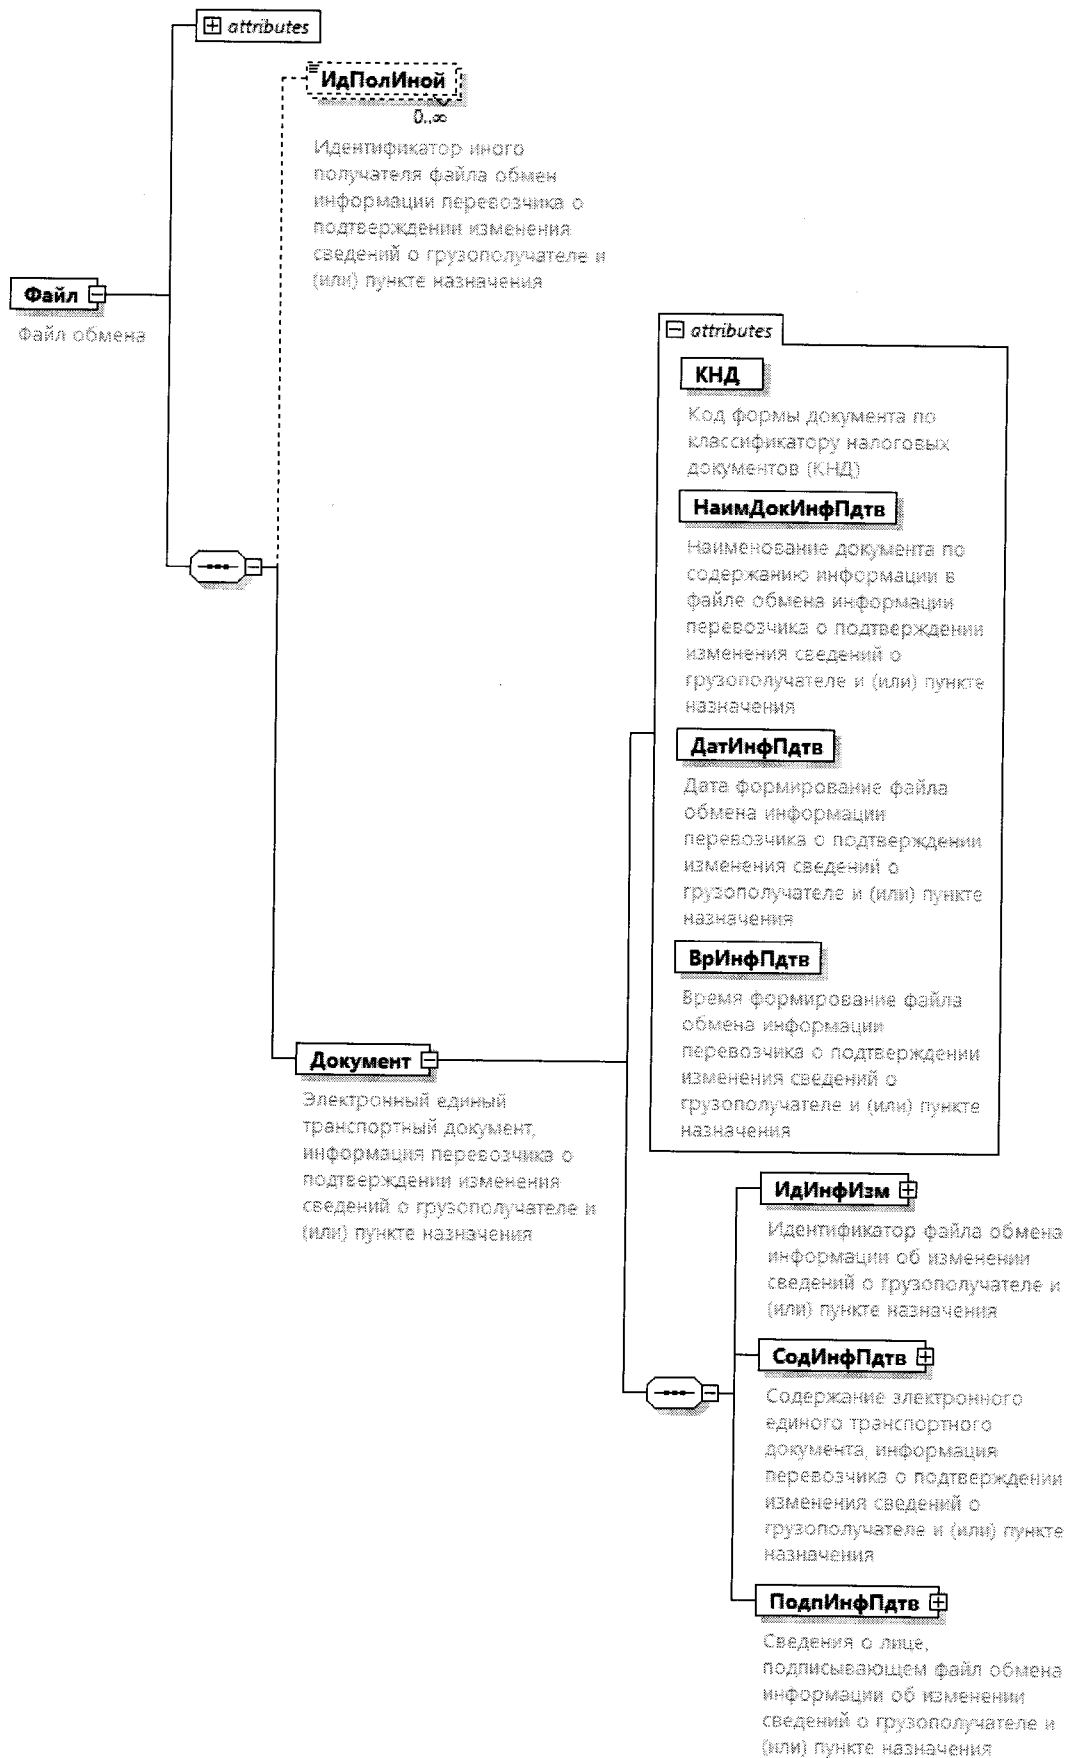 attributes
ИдПолИной
0..∞
Идентификатор иного
получателя файла обмен
информации перевозчика о
подтверждении изменения
сведений о грузополучателе и
(или) пункте назначения
Файл
Файл обмена
attributes
КНД
Код формы документа по
классификатору налоговых
документов (КНД)
НаимДокИнфПдтв
Наименование документа по
содержанию информации в
файле обмена информации
перевозчика о подтверждении
изменения сведений о
грузополучателе и (или) пункте
назначения
ДатИнфПдтв
Дата формирование файла
обмена информации
перевозчика о подтверждении
изменения сведений о
грузополучателе и (или) пункте
назначения
ВрИнфПдтв
Время формирование файла
обмена информации
перевозчика о подтверждении
изменения сведений о
грузополучателе и (или) пункте
назначения
Документ
Электронный единый
транспортный документ,
информация перевозчика о
подтверждении изменения
сведений о грузополучателе и
(или) пункте назначения
ИдИнфИзм
Идентификатор файла обмена
информации об изменении
сведений о грузополучателе и
(или) пункте назначения
СодИнфПдтв
Содержание электронного
единого транспортного
документа, информация
перевозчика о подтверждении
изменения сведений о
грузополучателе и (или) пункте
назначения
ПодпИнфПдтв
Сведения о лице,
подписывающем файл обмена
информации об изменении
сведений о грузополучателе и
(или) пункте назначения